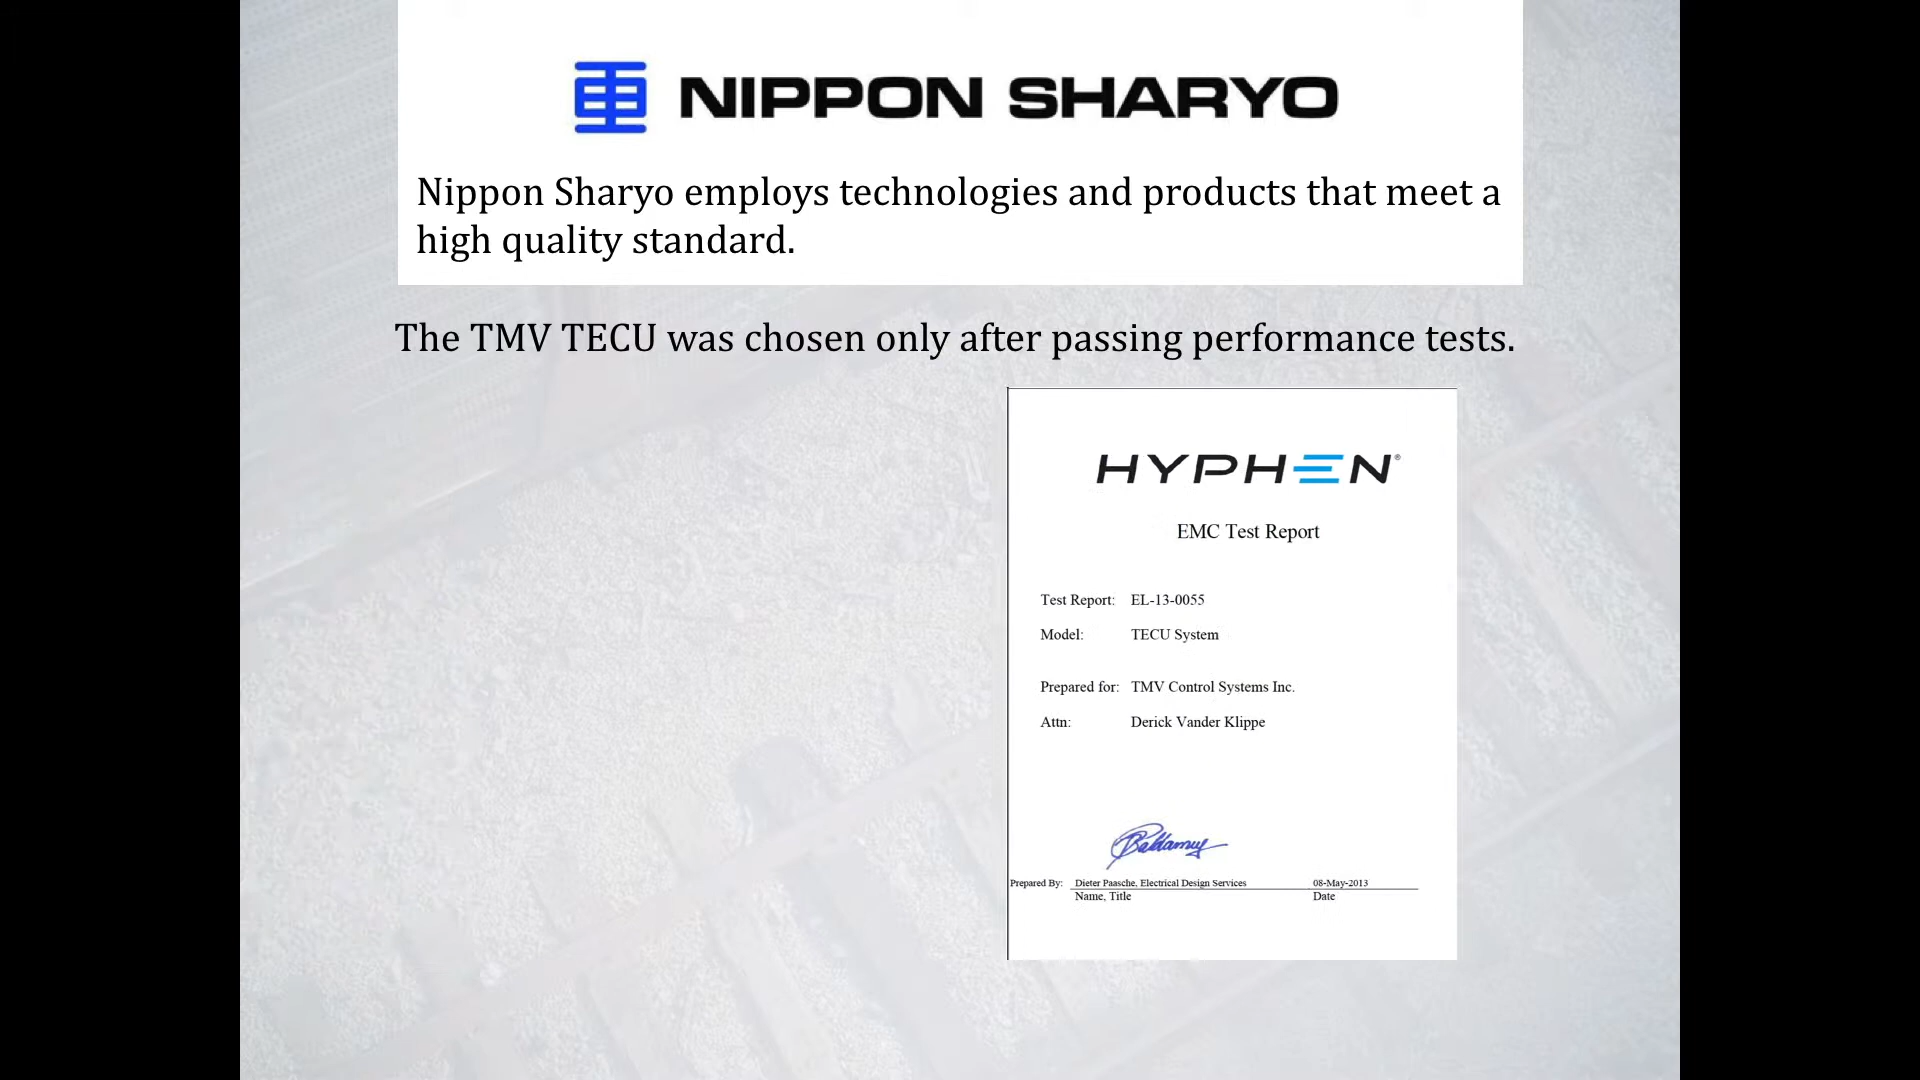 NIPPON SHARYO
Nippon Sharyo employs technologies and products that meet a
high quality standard.
The TMV TECU was chosen only after passing performance tests.
HYPHEN®
EMC Test Report
Test Report: EL-13-0055
Model: TECU System
Prepared for: TMV Control Systems Inc.
Attn: Derick Vander Klippe
Prepared By: Dieter Paasche, Electrical Design Services 08-May-2013
Name, Title Date